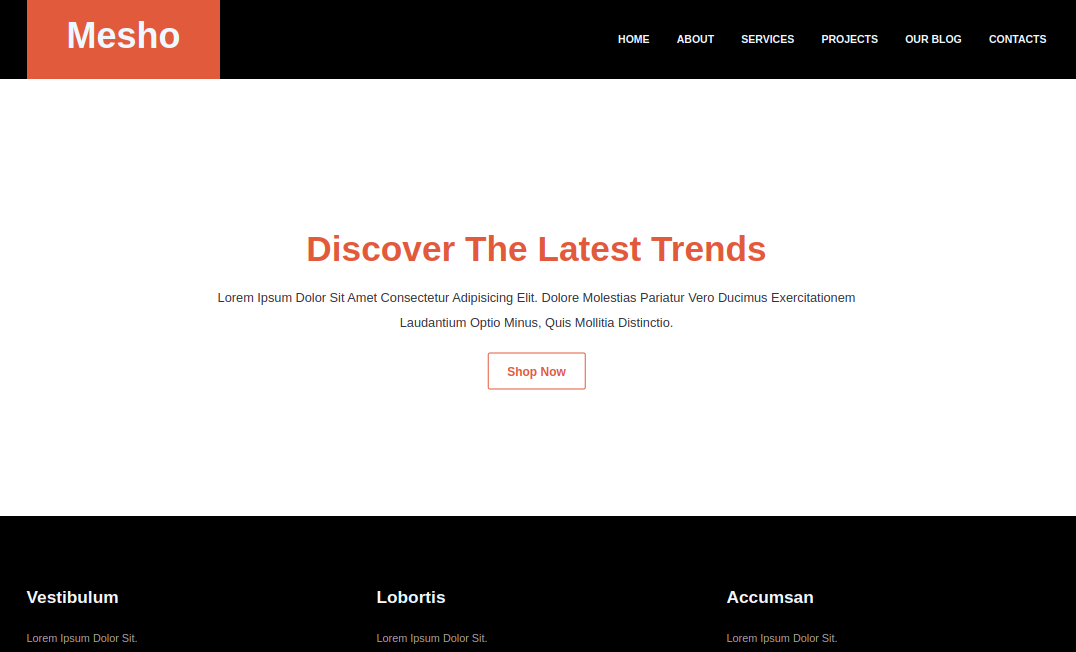 Mesho
HOME ABOUT SERVICES PROJECTS OUR BLOG CONTACTS
Discover The Latest Trends
Lorem Ipsum Dolor Sit Amet Consectetur Adipisicing Elit. Dolore Molestias Pariatur Vero Ducimus Exercitationem
Laudantium Optio Minus, Quis Mollitia Distinctio.
Shop Now
Vestibulum Lobortis Accumsan
Lorem Ipsum Dolor Sit. Lorem Ipsum Dolor Sit. Lorem Ipsum Dolor Sit.